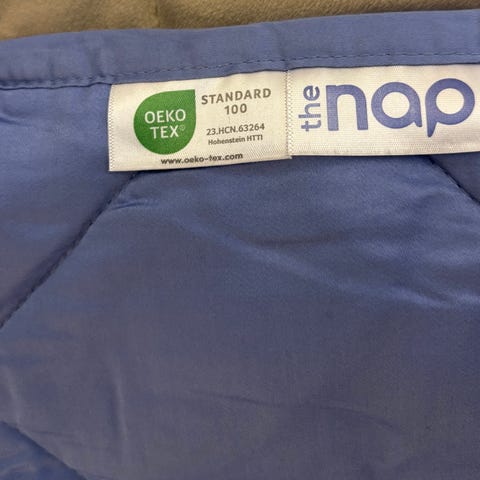 OEKO
TEX®
STANDARD
100
23.HCN.63264
Hohenstein HTTI
www.oeko-tex.com
the nap